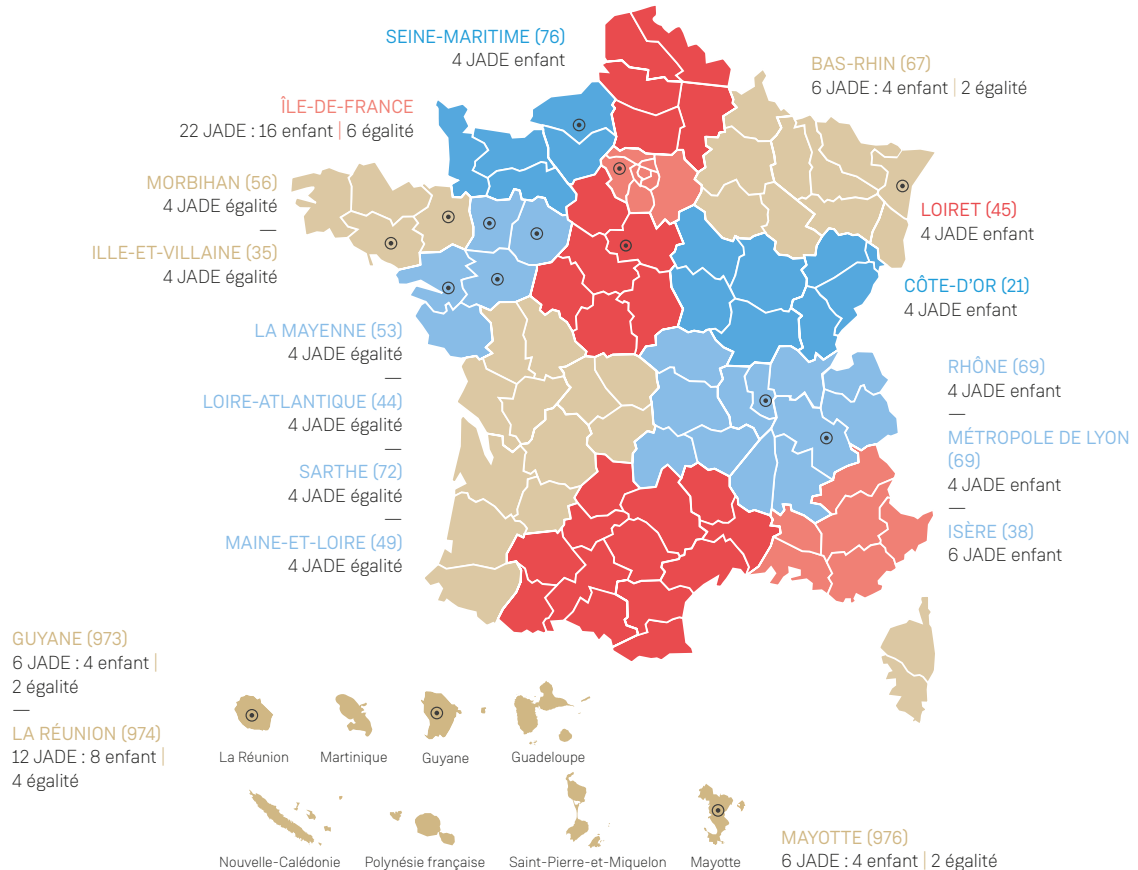 SEINE-MARITIME (76)
4 JADE enfant
BAS-RHIN (67)
6 JADE : 4 enfant | 2 égalité
ÎLE-DE-FRANCE
22 JADE : 16 enfant | 6 égalité
MORBIHAN (56)
4 JADE égalité
—
ILLE-ET-VILLAINE (35)
4 JADE égalité
LOIRET (45)
4 JADE enfant
CÔTE-D’OR (21)
4 JADE enfant
LA MAYENNE (53)
4 JADE égalité
—
LOIRE-ATLANTIQUE (44)
4 JADE égalité
—
SARTHE (72)
4 JADE égalité
—
MAINE-ET-LOIRE (49)
4 JADE égalité
RHÔNE (69)
4 JADE enfant
—
MÉTROPOLE DE LYON
(69)
4 JADE enfant
—
ISÈRE (38)
6 JADE enfant
GUYANE (973)
6 JADE : 4 enfant |
2 égalité
—
LA RÉUNION (974)
12 JADE : 8 enfant |
4 égalité
La Réunion
Martinique
Guyane
Guadeloupe
Nouvelle-Calédonie
Polynésie française
Saint-Pierre-et-Miquelon
Mayotte
MAYOTTE (976)
6 JADE : 4 enfant | 2 égalité